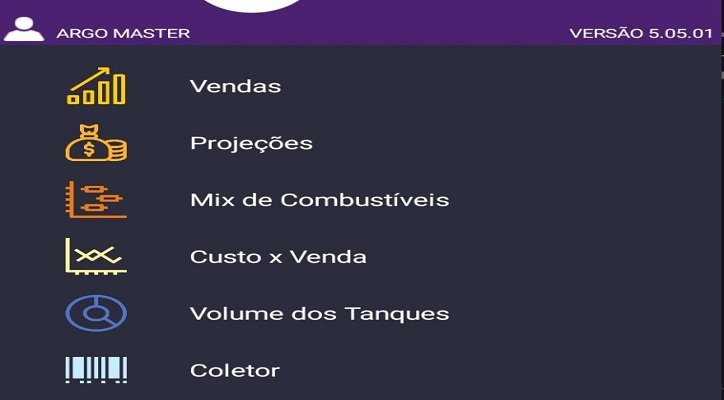 ARGO MASTER VERSÃO 5.05.01
Vendas
Projeções
Mix de Combustíveis
Custo x Venda
Volume dos Tanques
Coletor